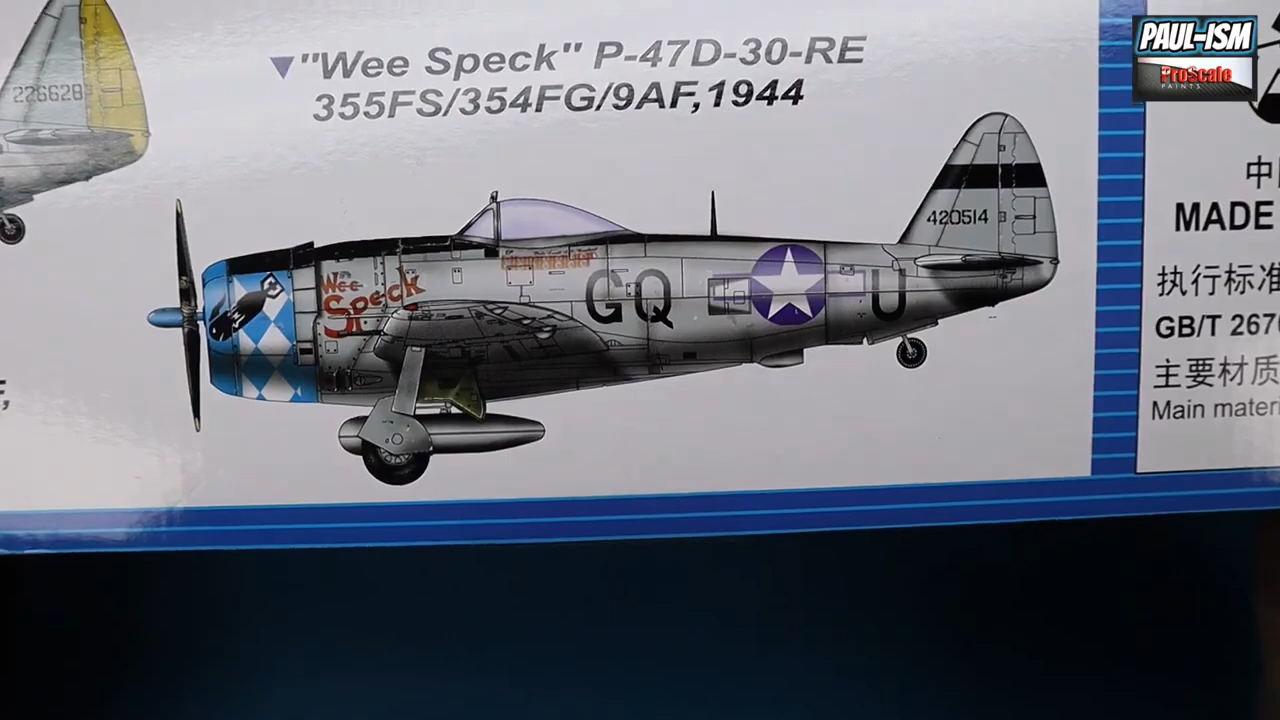 PAUL-ISM
ProScale
PAINTS
"Wee Speck" P-47D-30-RE
355FS/354FG/9AF,1944
226628
420514
Wee
Speck
GQ
U
MADE
执行标准
GB/T 267
主要材质
Main materi